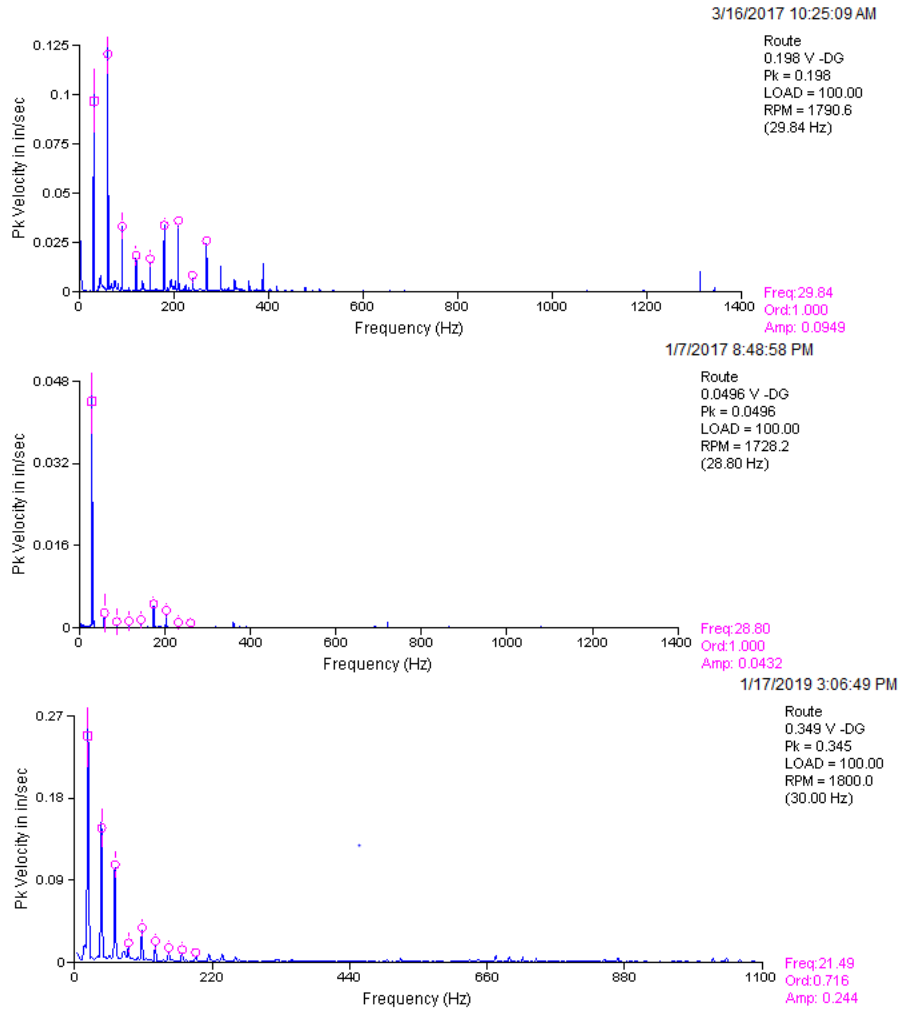 3/16/2017 10:25:09 AM
Route
0.198 V -DG
Pk = 0.198
LOAD = 100.00
RPM = 1790.6
(29.84 Hz)
Pk Velocity in in/sec
0.125
0.1
0.075
0.05
0.025
0
0 200 400 600 800 1000 1200 1400
Frequency (Hz)
Freq:29.84
Ord:1.000
Amp: 0.0949
1/7/2017 8:48:58 PM
Route
0.0496 V -DG
Pk = 0.0496
LOAD = 100.00
RPM = 1728.2
(28.80 Hz)
Pk Velocity in in/sec
0.048
0.032
0.016
0
0 200 400 600 800 1000 1200 1400
Frequency (Hz)
Freq:28.80
Ord:1.000
Amp: 0.0432
1/17/2019 3:06:49 PM
Route
0.349 V -DG
Pk = 0.345
LOAD = 100.00
RPM = 1800.0
(30.00 Hz)
Pk Velocity in in/sec
0.27
0.18
0.09
0
0 220 440 660 880 1100
Frequency (Hz)
Freq:21.49
Ord:0.716
Amp: 0.244